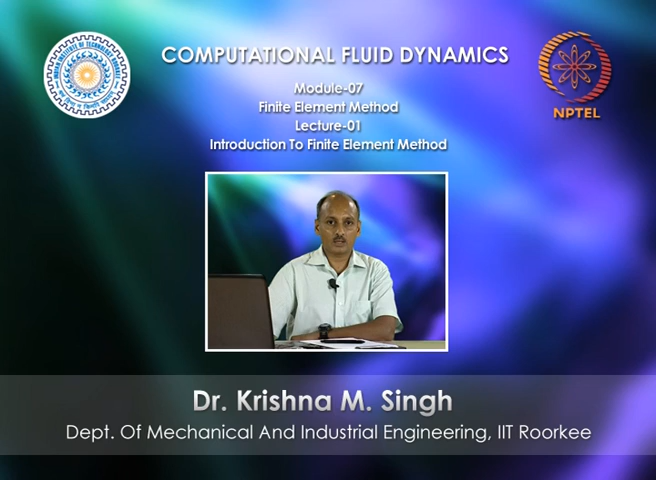 COMPUTATIONAL FLUID DYNAMICS
Module-07
Finite Element Method
Lecture-01
Introduction To Finite Element Method
NPTEL
Dr. Krishna M. Singh
Dept. Of Mechanical And Industrial Engineering, IIT Roorkee